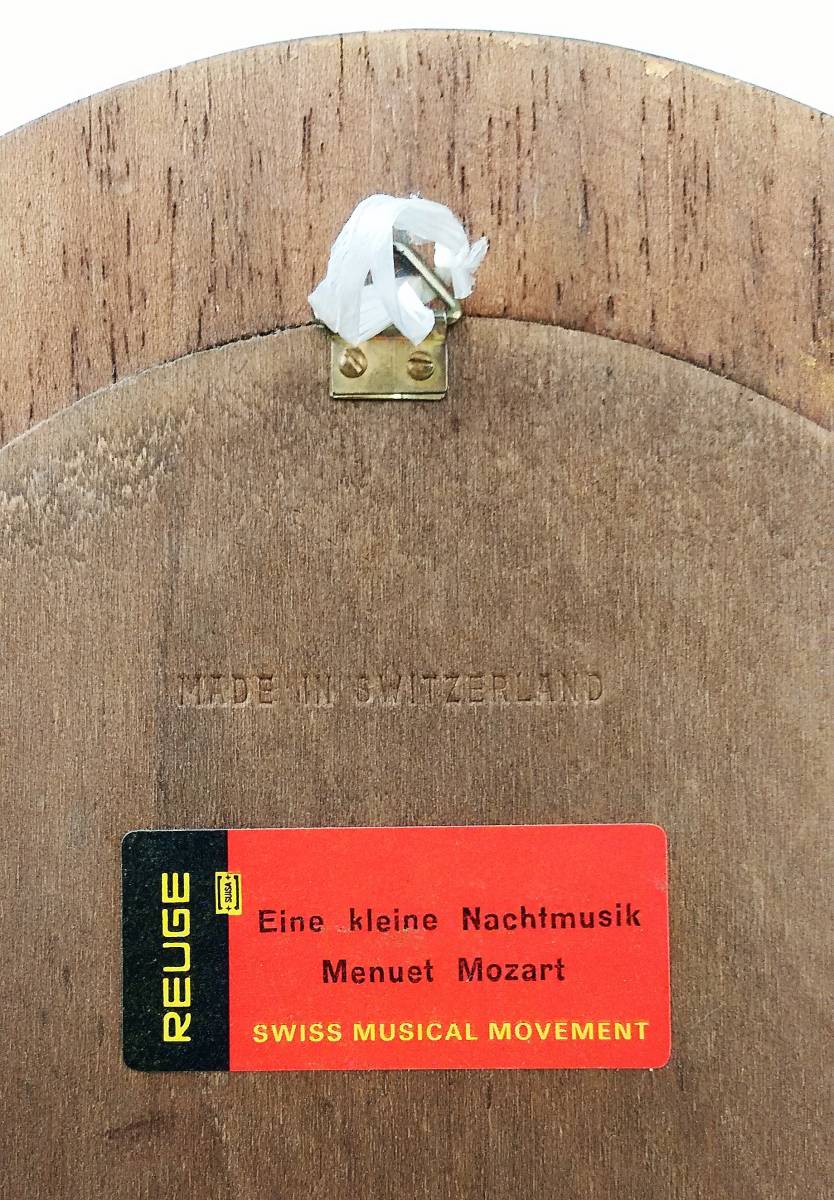 MADE IN SWITZERLAND
REUGE
SUISA
Eine kleine Nachtmusik
Menuet Mozart
SWISS MUSICAL MOVEMENT